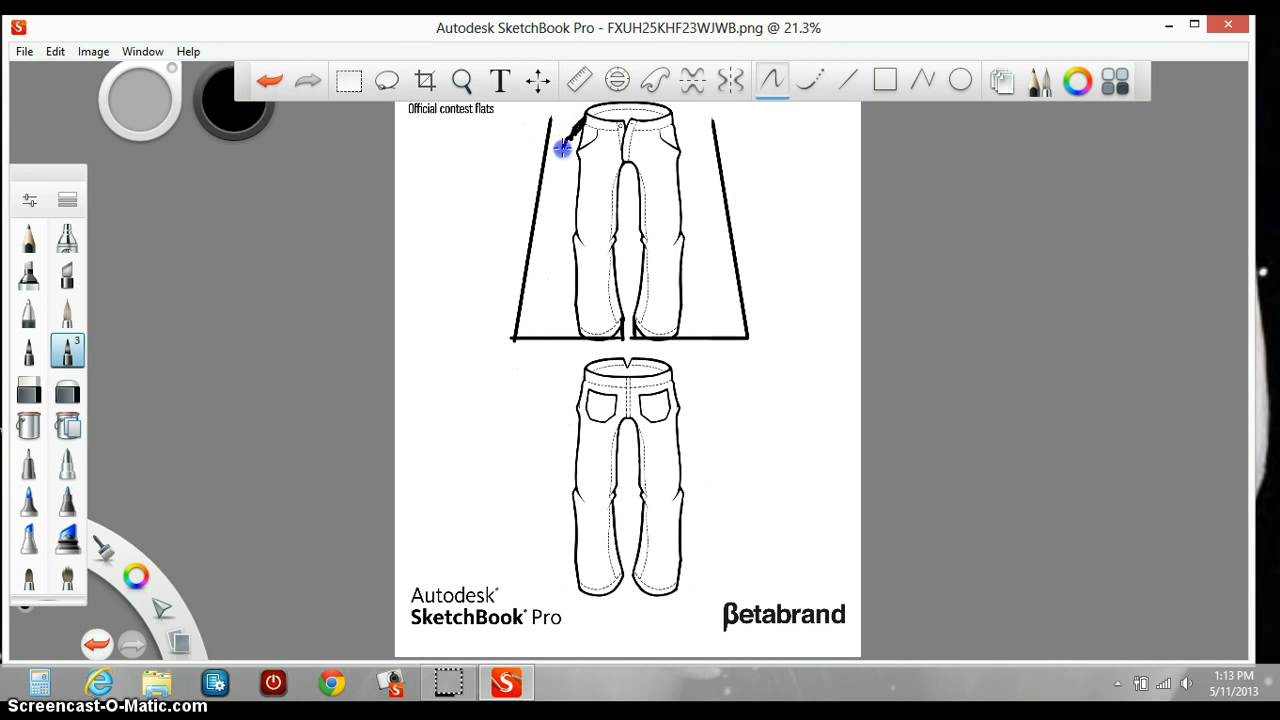 Autodesk SketchBook Pro - FXUH25KHF23WJWB.png @ 21.3%
File Edit Image Window Help
T
Official contest flats
3
Autodesk®
SketchBook® Pro
βetabrand
1:13 PM
5/11/2013
Screencast-O-Matic.com